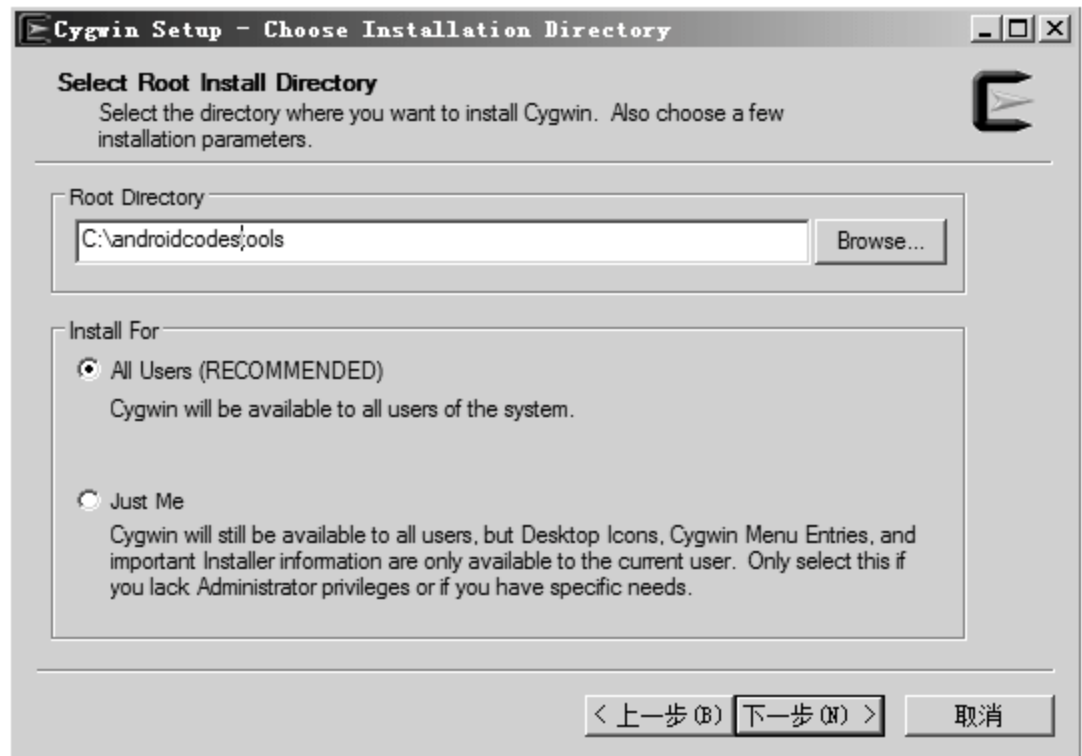 Cygwin Setup - Choose Installation Directory
Select Root Install Directory
Select the directory where you want to install Cygwin. Also choose a few
installation parameters.
Root Directory
C:\androidcodes;ools
Browse...
Install For
All Users (RECOMMENDED)
Cygwin will be available to all users of the system.
Just Me
Cygwin will still be available to all users, but Desktop Icons, Cygwin Menu Entries, and
important Installer information are only available to the current user. Only select this if
you lack Administrator privileges or if you have specific needs.
< 上一步(B) 下一步(N) > 取消